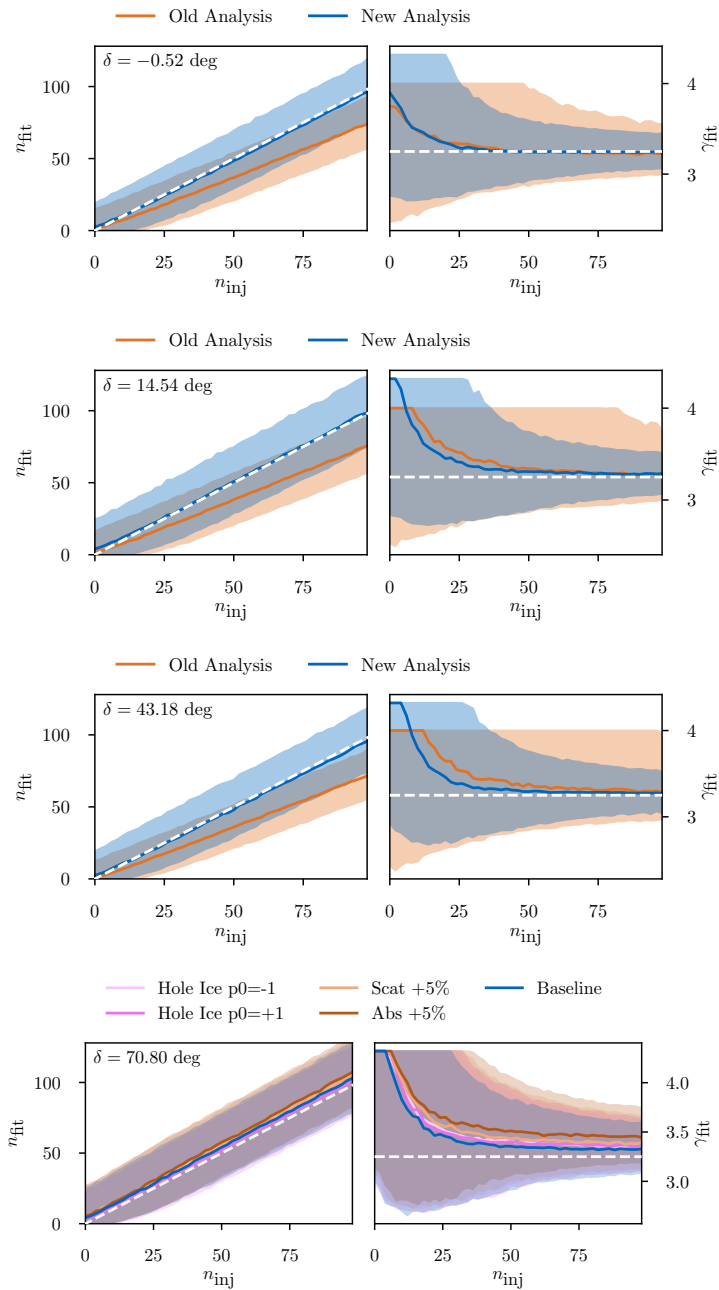 Old Analysis New Analysis
δ = −0.52 deg
100
50
0
n_fit
4
3
γ_fit
0 25 50 75 0 25 50 75
n_inj n_inj
Old Analysis New Analysis
δ = 14.54 deg
100
50
0
n_fit
4
3
γ_fit
0 25 50 75 0 25 50 75
n_inj n_inj
Old Analysis New Analysis
δ = 43.18 deg
100
50
0
n_fit
4
3
γ_fit
0 25 50 75 0 25 50 75
n_inj n_inj
Hole Ice p0=-1 Scat +5% Baseline
Hole Ice p0=+1 Abs +5%
δ = 70.80 deg
100
50
0
n_fit
4.0
3.5
3.0
γ_fit
0 25 50 75 0 25 50 75
n_inj n_inj